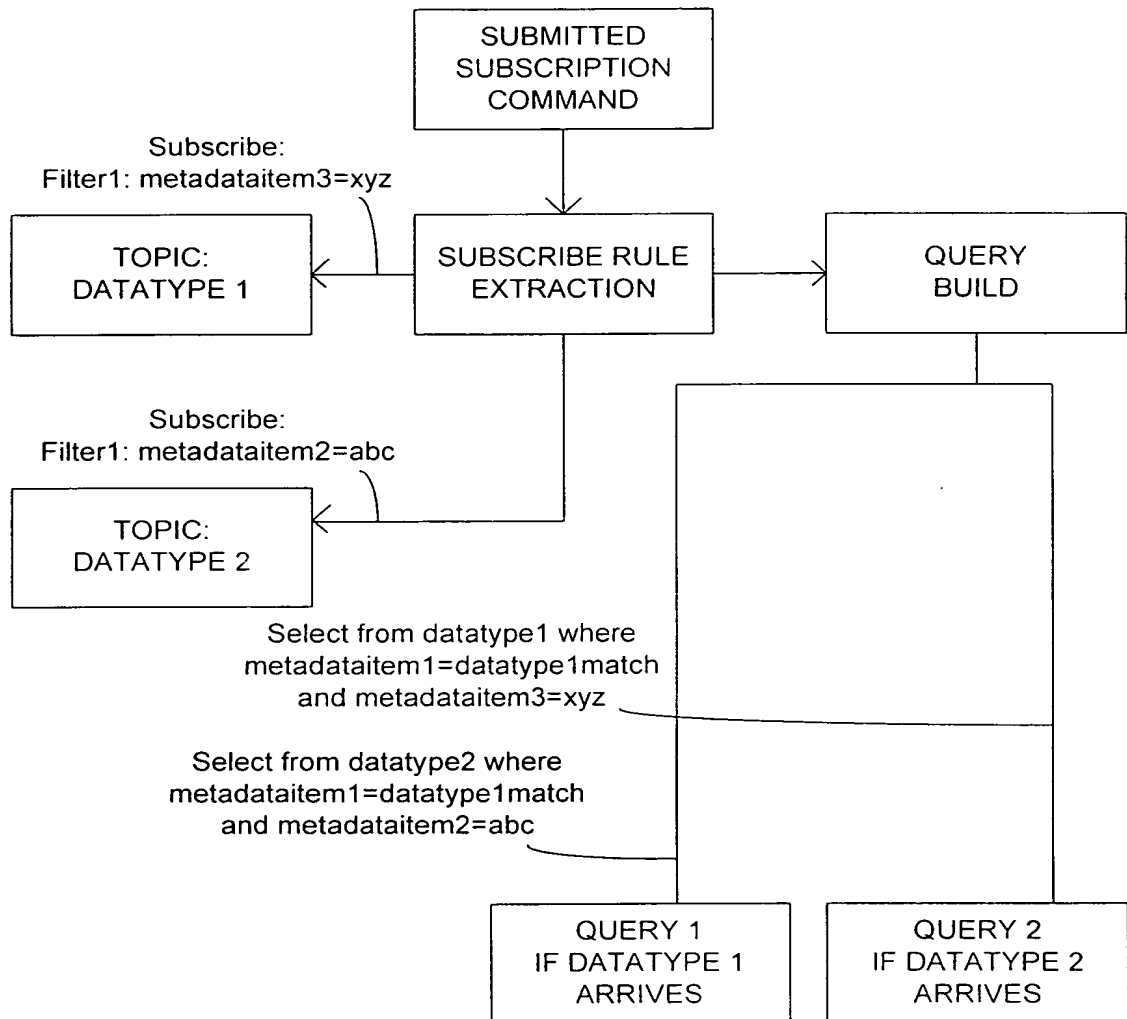 SUBMITTED
SUBSCRIPTION
COMMAND
Subscribe:
Filter1: metadataitem3=xyz
TOPIC:
DATATYPE 1
SUBSCRIBE RULE
EXTRACTION
QUERY
BUILD
Subscribe:
Filter1: metadataitem2=abc
TOPIC:
DATATYPE 2
Select from datatype1 where
metadataitem1=datatype1match
and metadataitem3=xyz
Select from datatype2 where
metadataitem1=datatype1match
and metadataitem2=abc
QUERY 1
IF DATATYPE 1
ARRIVES
QUERY 2
IF DATATYPE 2
ARRIVES